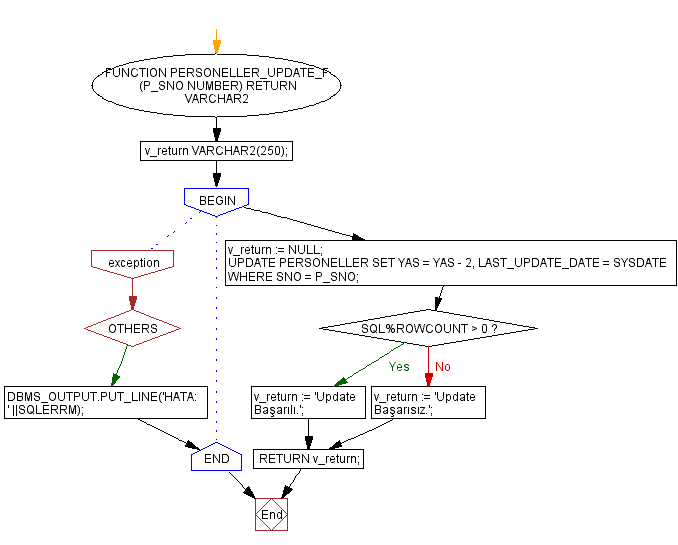 FUNCTION PERSONELLER_UPDATE_F
(P_SNO NUMBER) RETURN
VARCHAR2
v_return VARCHAR2(250);
BEGIN
v_return := NULL;
UPDATE PERSONELLER SET YAS = YAS - 2, LAST_UPDATE_DATE = SYSDATE
WHERE SNO = P_SNO;
exception
OTHERS
SQL%ROWCOUNT > 0 ?
Yes
No
DBMS_OUTPUT.PUT_LINE('HATA:
'||SQLERRM);
v_return := 'Update
Başarılı.';
v_return := 'Update
Başarısız.';
END
RETURN v_return;
End